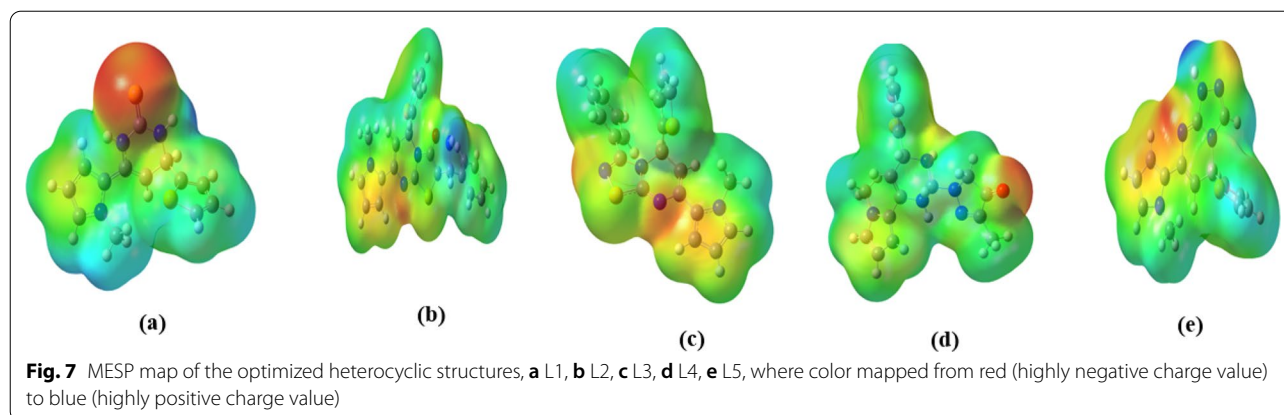 (a)
(b)
(c)
(d)
(e)
Fig. 7 MESP map of the optimized heterocyclic structures, a L1, b L2, c L3, d L4, e L5, where color mapped from red (highly negative charge value)
to blue (highly positive charge value)